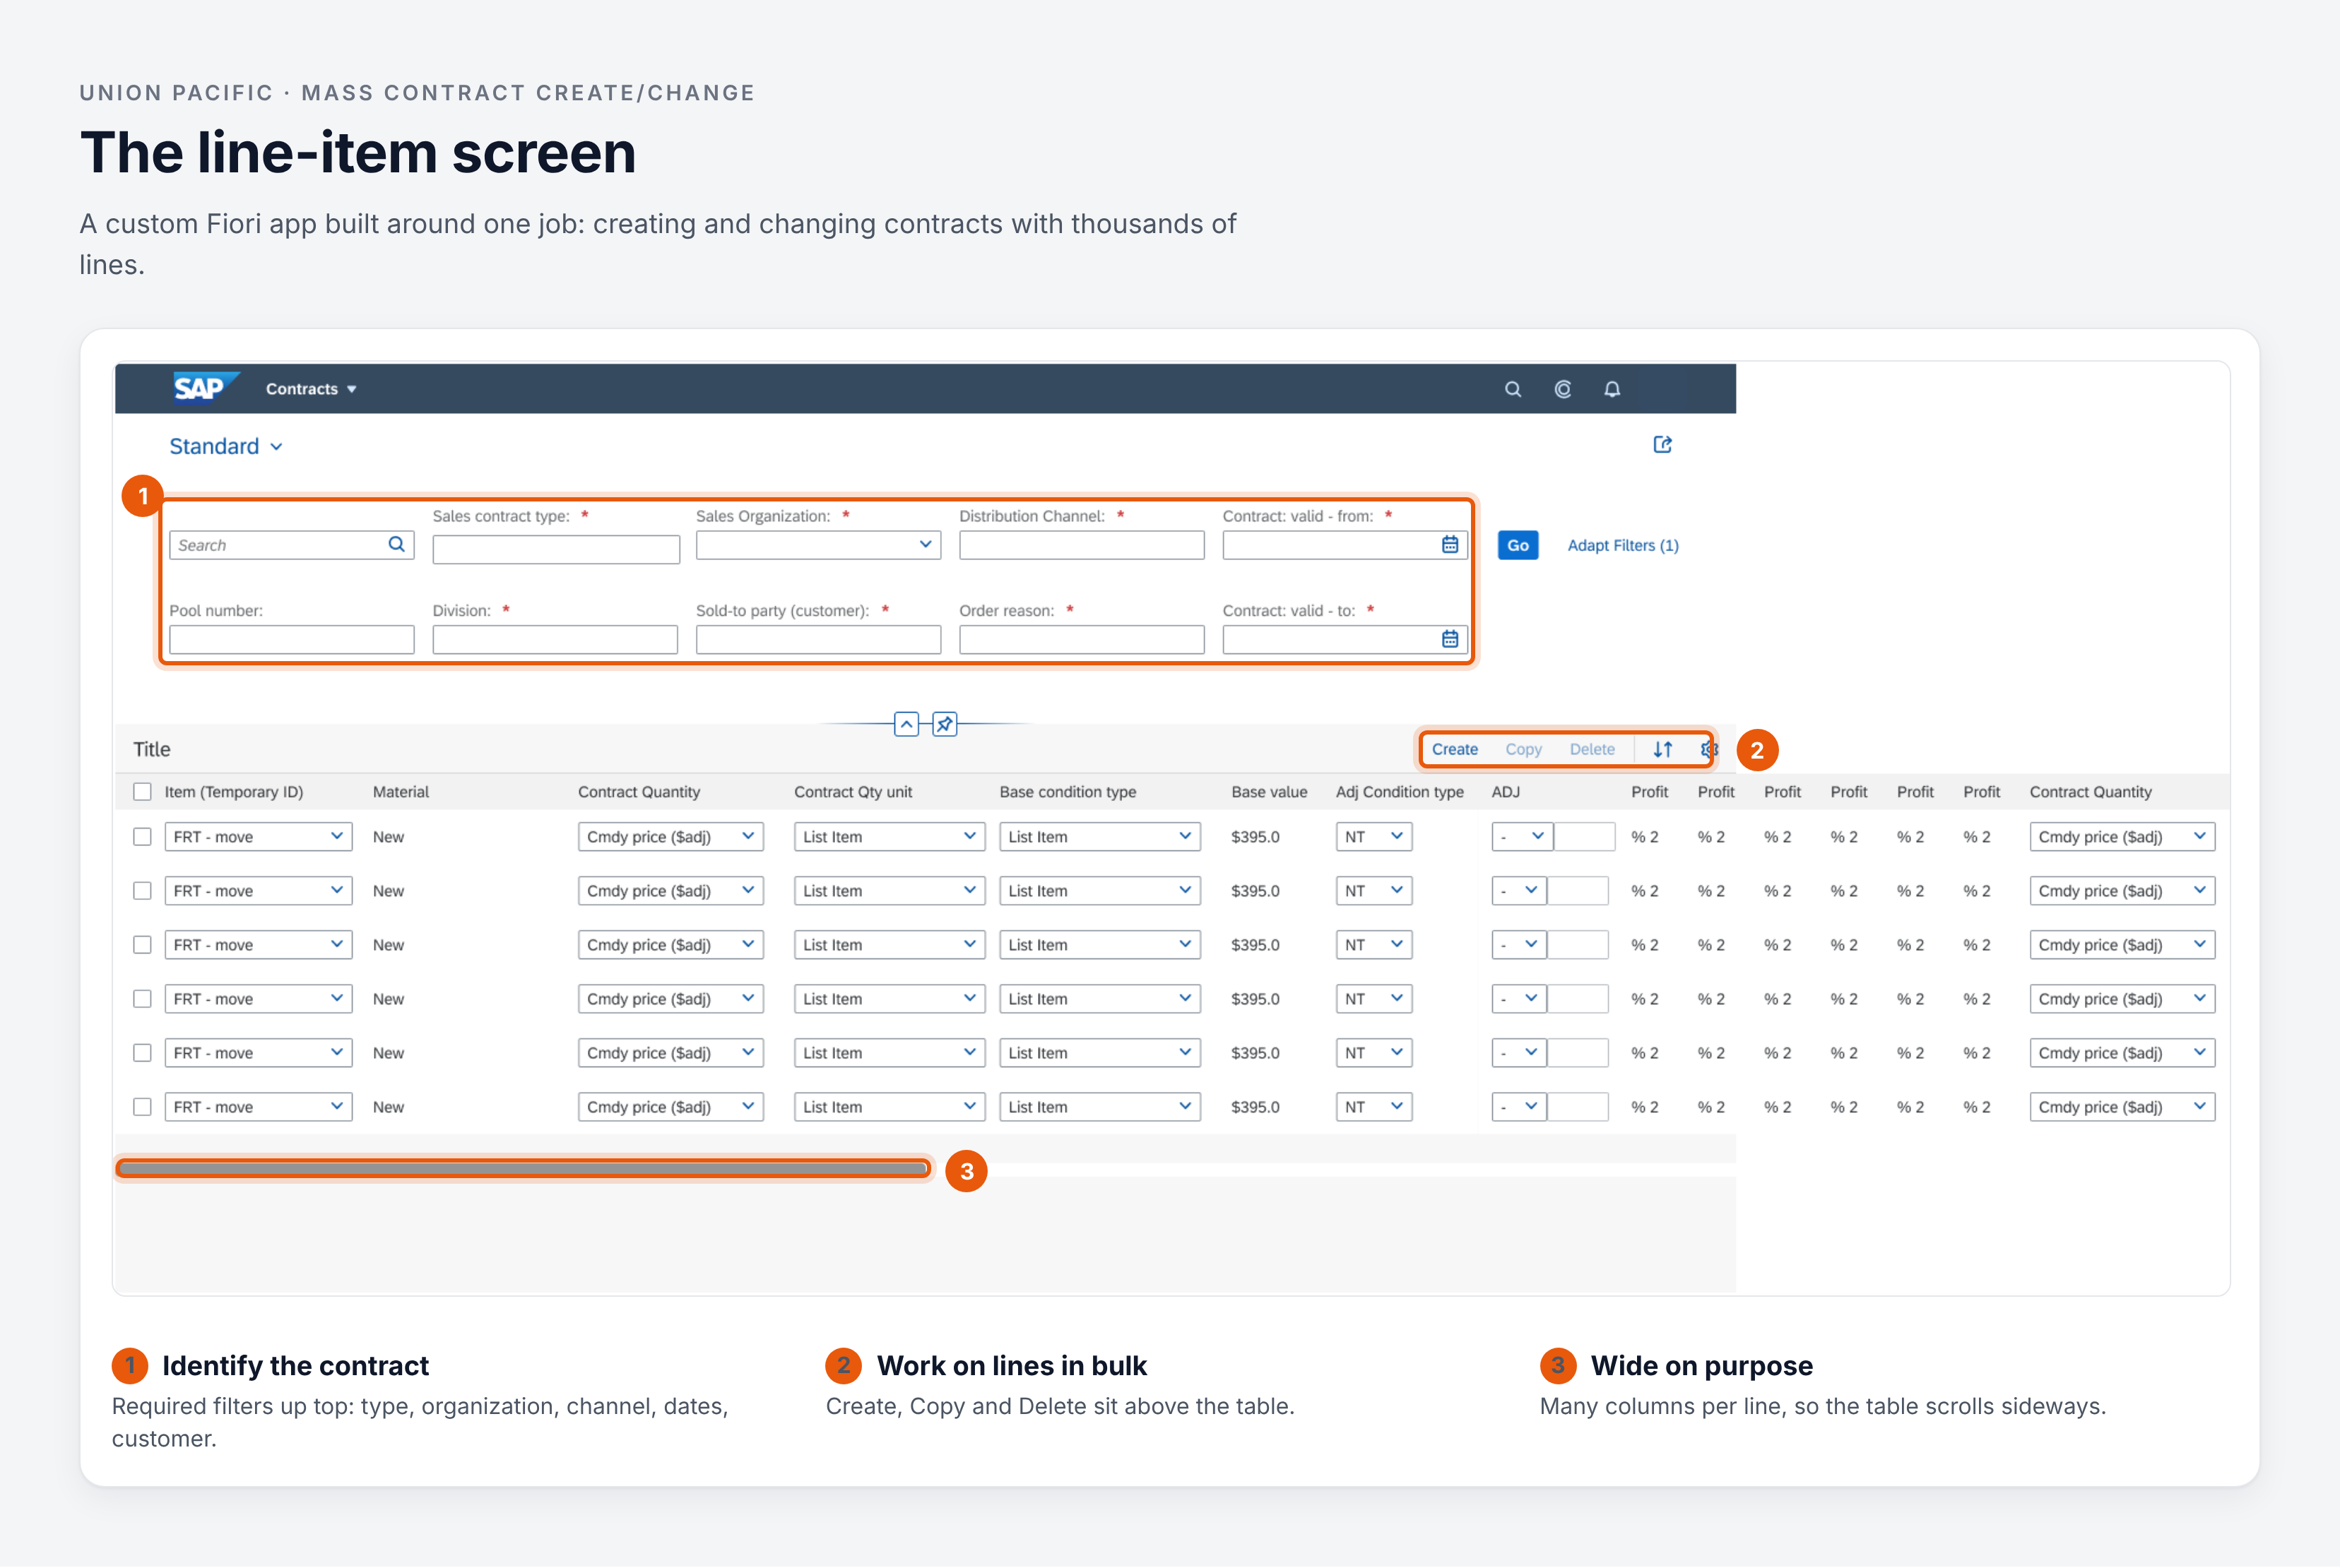 UNION PACIFIC · MASS CONTRACT CREATE/CHANGE
The line-item screen
A custom Fiori app built around one job: creating and changing contracts with thousands of
lines.
SAP Contracts
Standard
1
Sales contract type: * Sales Organization: * Distribution Channel: * Contract: valid - from: *
Search Go Adapt Filters (1)
Pool number: Division: * Sold-to party (customer): * Order reason: * Contract: valid - to: *
Title Create Copy Delete 2
Item (Temporary ID) Material Contract Quantity Contract Qty unit Base condition type Base value Adj Condition type ADJ Profit Profit Profit Profit Profit Profit Contract Quantity
FRT - move New Cmdy price ($adj) List Item List Item $395.0 NT - % 2 % 2 % 2 % 2 % 2 % 2 Cmdy price ($adj)
FRT - move New Cmdy price ($adj) List Item List Item $395.0 NT - % 2 % 2 % 2 % 2 % 2 % 2 Cmdy price ($adj)
FRT - move New Cmdy price ($adj) List Item List Item $395.0 NT - % 2 % 2 % 2 % 2 % 2 % 2 Cmdy price ($adj)
FRT - move New Cmdy price ($adj) List Item List Item $395.0 NT - % 2 % 2 % 2 % 2 % 2 % 2 Cmdy price ($adj)
FRT - move New Cmdy price ($adj) List Item List Item $395.0 NT - % 2 % 2 % 2 % 2 % 2 % 2 Cmdy price ($adj)
FRT - move New Cmdy price ($adj) List Item List Item $395.0 NT - % 2 % 2 % 2 % 2 % 2 % 2 Cmdy price ($adj)
3
1 Identify the contract
Required filters up top: type, organization, channel, dates,
customer.
2 Work on lines in bulk
Create, Copy and Delete sit above the table.
3 Wide on purpose
Many columns per line, so the table scrolls sideways.